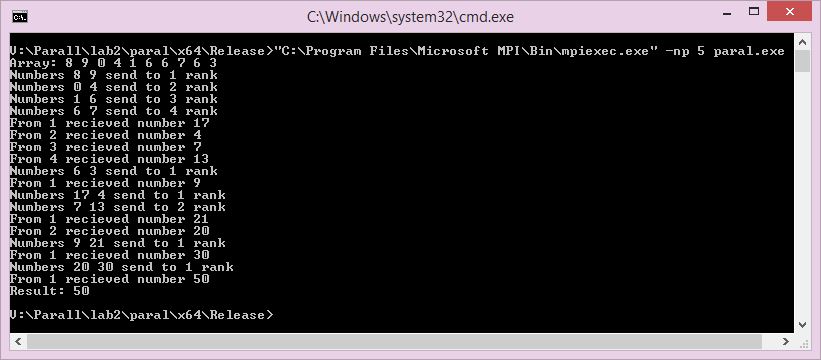 C:\Windows\system32\cmd.exe
V:\Parall\lab2\paral\x64\Release>"C:\Program Files\Microsoft MPI\Bin\mpiexec.exe" -np 5 paral.exe
Array: 8 9 0 4 1 6 6 7 6 3
Numbers 8 9 send to 1 rank
Numbers 0 4 send to 2 rank
Numbers 1 6 send to 3 rank
Numbers 6 7 send to 4 rank
From 1 recieved number 17
From 2 recieved number 4
From 3 recieved number 7
From 4 recieved number 13
Numbers 6 3 send to 1 rank
From 1 recieved number 9
Numbers 17 4 send to 1 rank
Numbers 7 13 send to 2 rank
From 1 recieved number 21
From 2 recieved number 20
Numbers 9 21 send to 1 rank
From 1 recieved number 30
Numbers 20 30 send to 1 rank
From 1 recieved number 50
Result: 50
V:\Parall\lab2\paral\x64\Release>